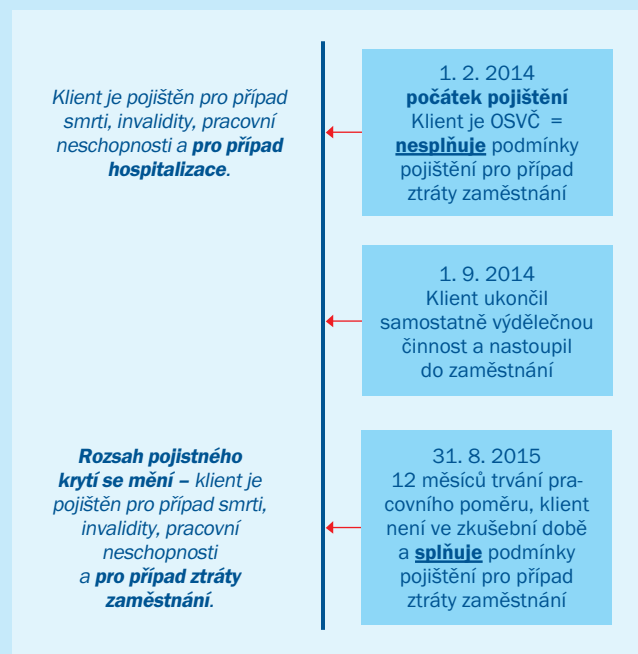 Klient je pojištěn pro případ
smrti, invalidity, pracovní
neschopnosti a pro případ
hospitalizace.
1. 2. 2014
počátek pojištění
Klient je OSVČ =
nesplňuje podmínky
pojištění pro případ
ztráty zaměstnání
1. 9. 2014
Klient ukončil
samostatně výdělečnou
činnost a nastoupil
do zaměstnání
Rozsah pojistného
krytí se mění – klient je
pojištěn pro případ smrti,
invalidity, pracovní
neschopnosti
a pro případ ztráty
zaměstnání.
31. 8. 2015
12 měsíců trvání pra-
covního poměru, klient
není ve zkušební době
a splňuje podmínky
pojištění pro případ
ztráty zaměstnání